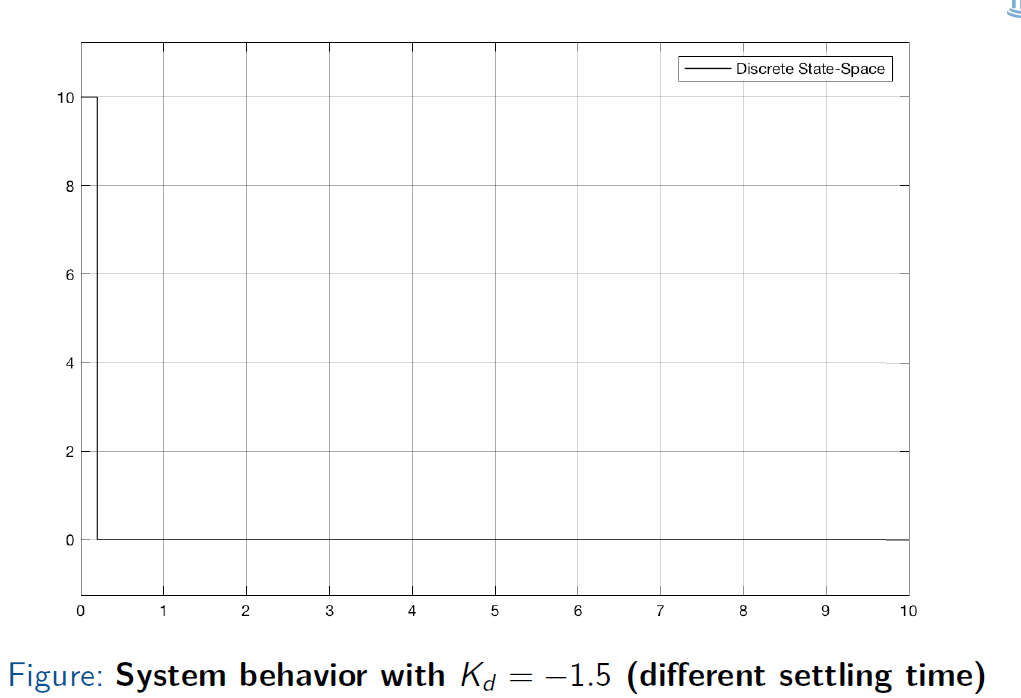 Discrete State-Space
10
8
6
4
2
0
0 1 2 3 4 5 6 7 8 9 10
Figure: System behavior with K_d = −1.5 (different settling time)